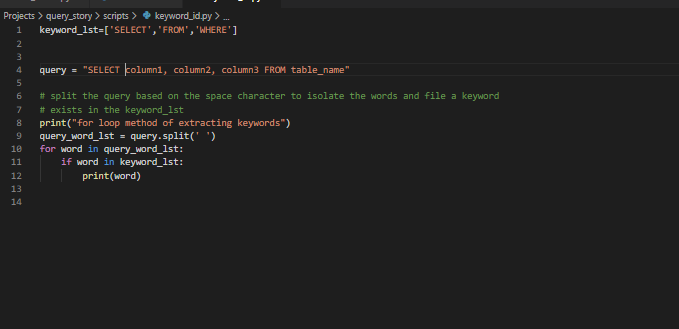 Projects > query_story > scripts > keyword_id.py > ...
1 keyword_lst=['SELECT','FROM','WHERE']
2
3
4 query = "SELECT column1, column2, column3 FROM table_name"
5
6 # split the query based on the space character to isolate the words and file a keyword
7 # exists in the keyword_lst
8 print("for loop method of extracting keywords")
9 query_word_lst = query.split(' ')
10 for word in query_word_lst:
11 if word in keyword_lst:
12 print(word)
13
14